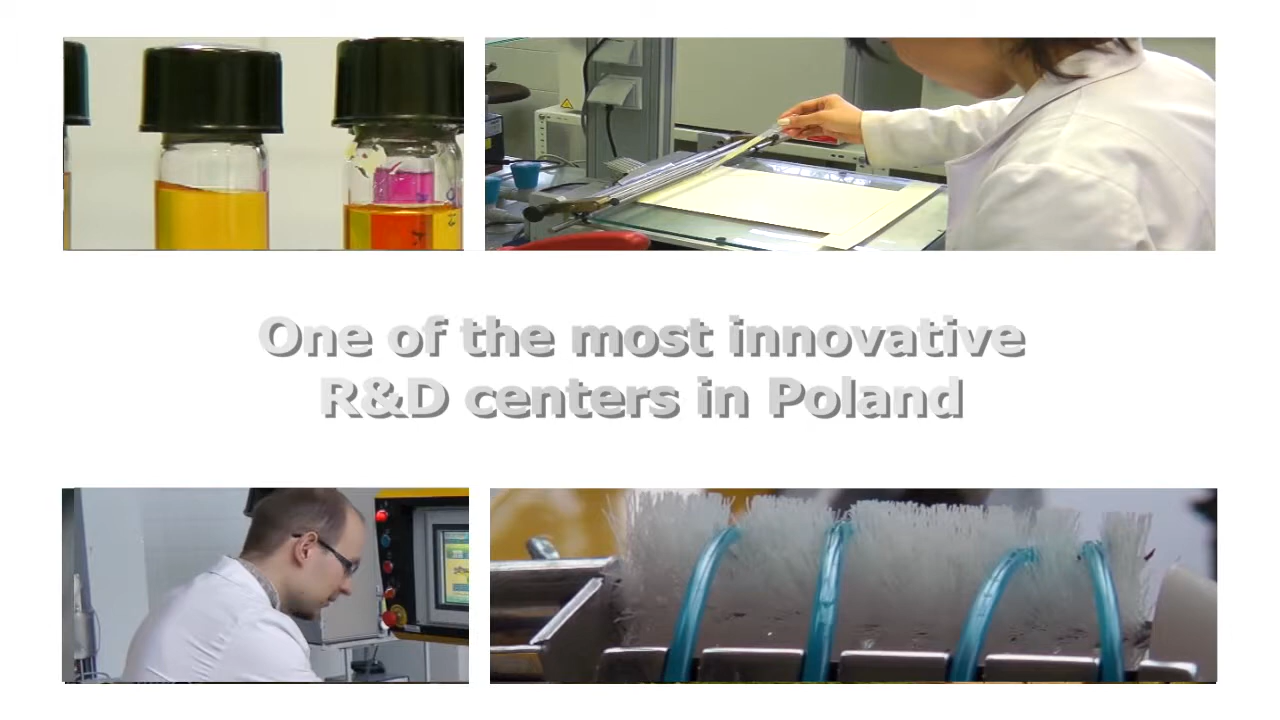 One of the most innovative
R&D centers in Poland